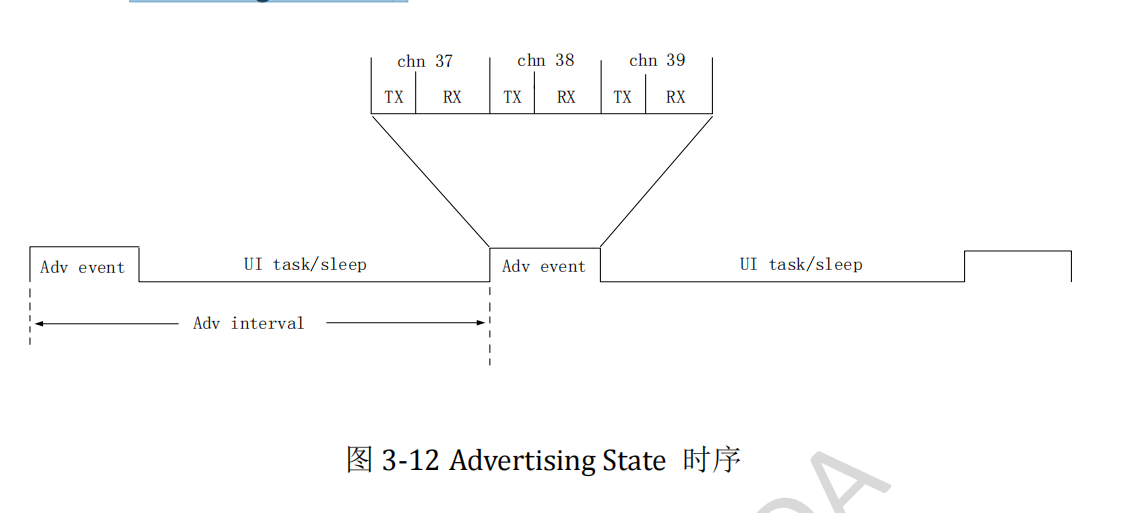 chn 37 chn 38 chn 39
TX RX TX RX TX RX
Adv event UI task/sleep Adv event UI task/sleep
Adv interval
图 3-12 Advertising State 时序